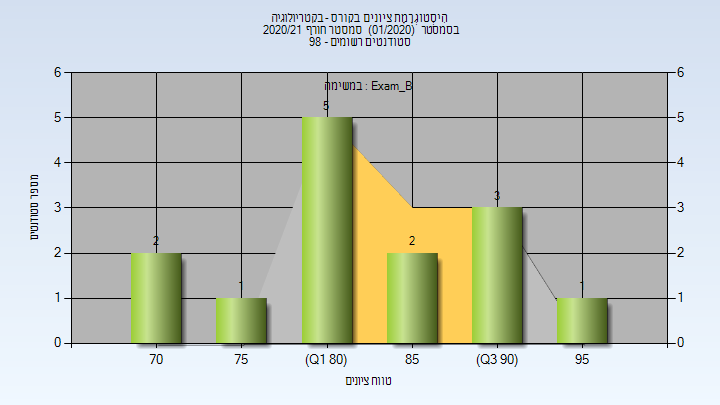 היסטוגרמת ציונים בקורס - בקטריולוגיה
בסמסטר (01/2020) סמסטר חורף 2020/21
סטודנטים רשומים - 98
במשימה : Exam_B
מספר סטודנטים
6 6
5 5
4 4
3 3
2 2
1 1
0 0
2 1 5 2 3 1
70 75 (Q1 80) 85 (Q3 90) 95
טווח ציונים